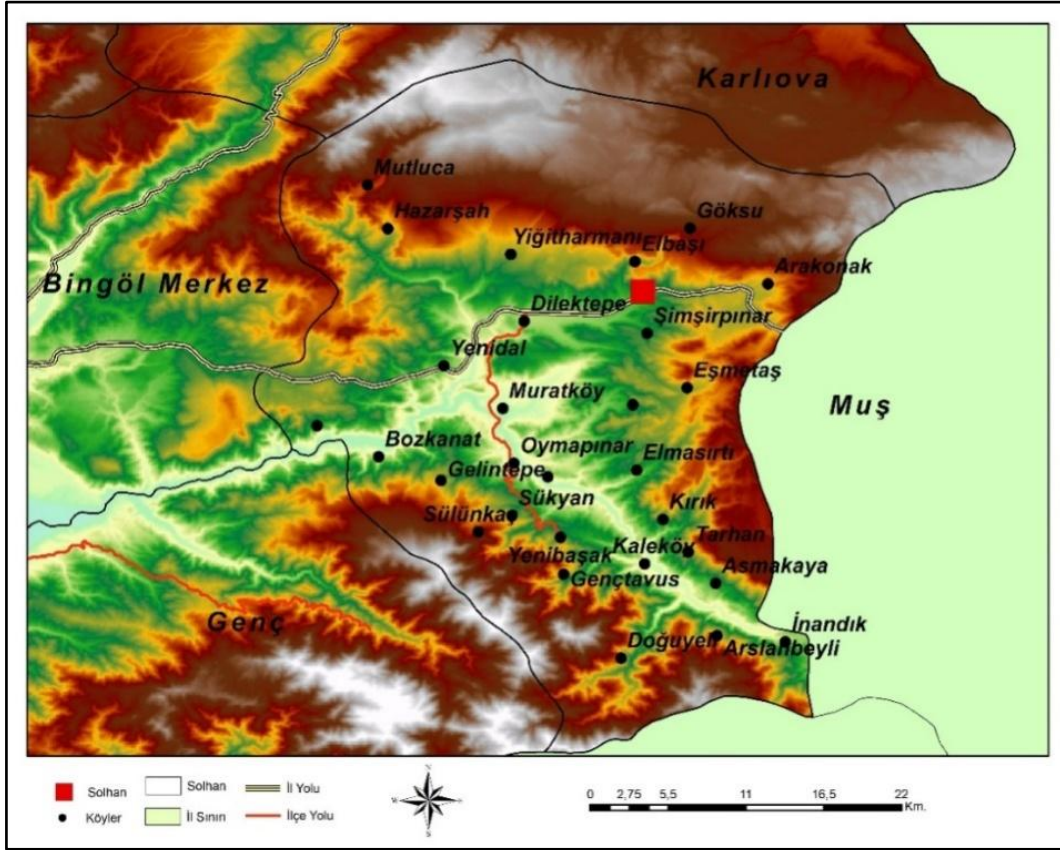 Karlıova
Mutluca
Hazarşah
Göksu
Yiğitharmanı
Elbaşı
Arakonak
Bingöl Merkez
Dilektepe
Şimşirpınar
Yenidal
Eşmetaş
Muratköy
Muş
Bozkanat
Oymapınar
Elmasırtı
Gelintepe
Sükyan
Kırık
Sülünkaş
Tarhan
Yenibaşak
Kaleköy
Gençtavus
Asmakaya
Genç
Doğuyeli
Arslanbeyli
İnandık
Solhan
Solhan
İl Yolu
Köyler
İl Sınırı
İlçe Yolu
0 2,75 5,5 11 16,5 22
Km.